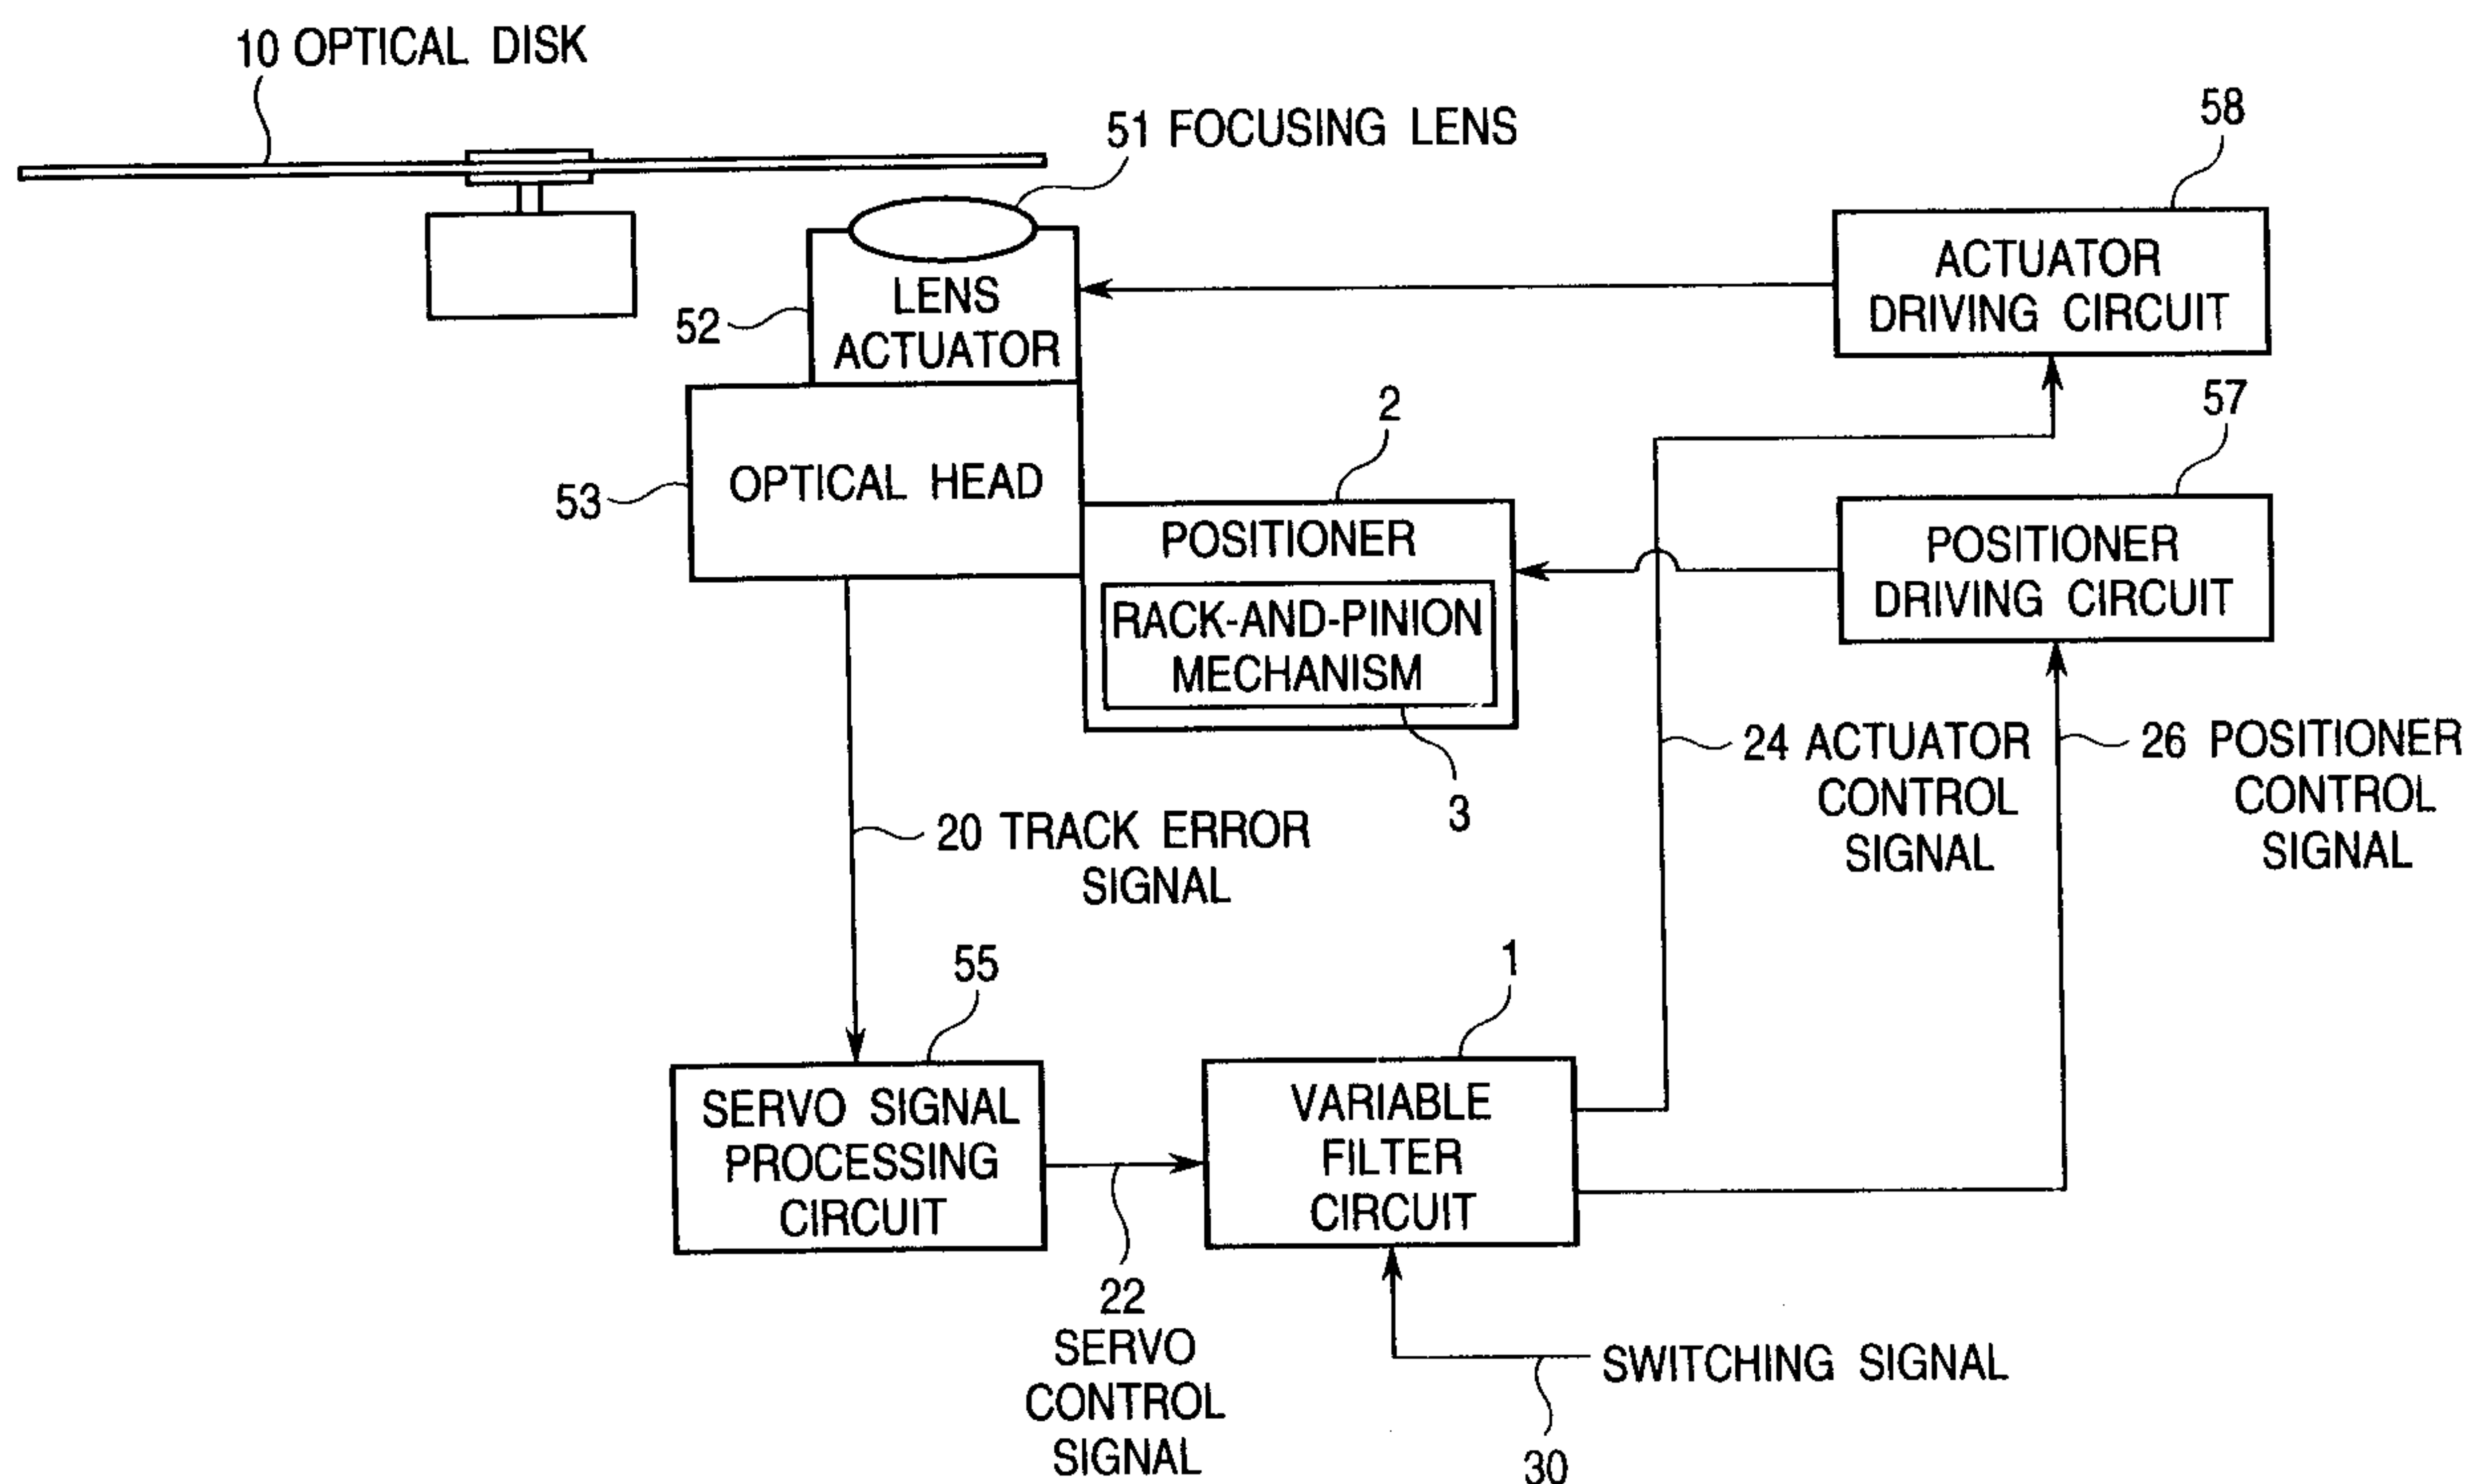 10 OPTICAL DISK
51 FOCUSING LENS
58
ACTUATOR
DRIVING CIRCUIT
LENS
ACTUATOR
52
2
57
OPTICAL HEAD
53
POSITIONER
RACK-AND-PINION
MECHANISM
3
POSITIONER
DRIVING CIRCUIT
24 ACTUATOR
CONTROL
SIGNAL
26 POSITIONER
CONTROL
SIGNAL
20 TRACK ERROR
SIGNAL
55
1
SERVO SIGNAL
PROCESSING
CIRCUIT
VARIABLE
FILTER
CIRCUIT
22
SERVO
CONTROL
SIGNAL
SWITCHING SIGNAL
30